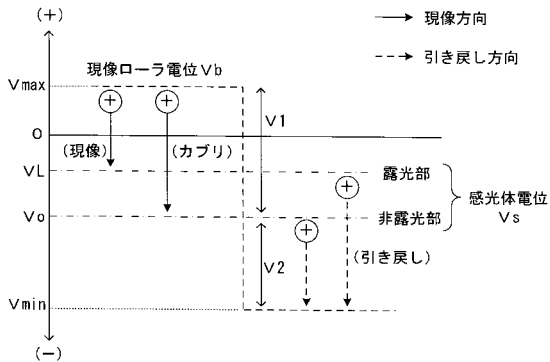 (+)
現像方向
引き戻し方向
現像ローラ電位Vb
Vmax
V1
0
(現像)
(カブリ)
VL
露光部
感光体電位
Vs
Vo
非露光部
V2
(引き戻し)
Vmin
(−)